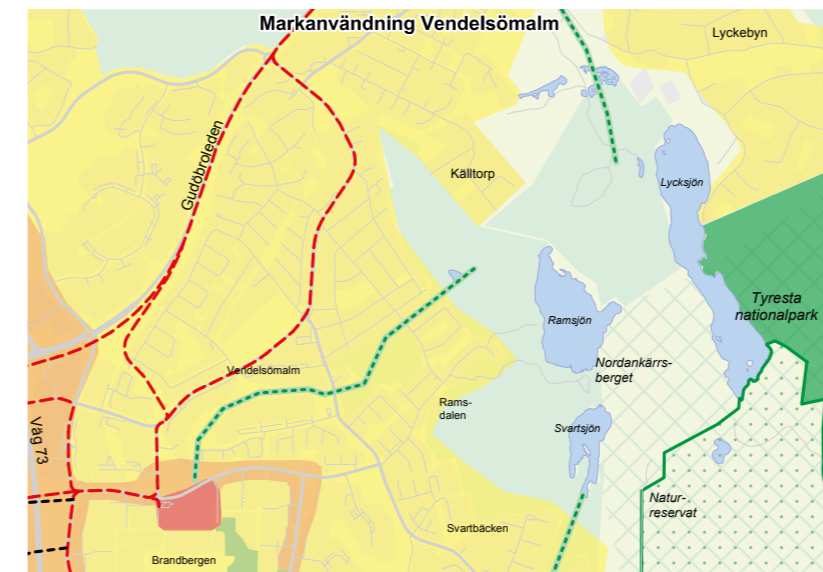 Markanvändning Vendelsömalm
Lyckebyn
Gudöbroleden
Källtorp
Lycksjön
Tyresta
nationalpark
Ramsjön
Nordankärrs-
berget
Vendelsömalm
Rams-
dalen
Svartsjön
Väg 73
Natur-
reservat
Svartbäcken
Brandbergen